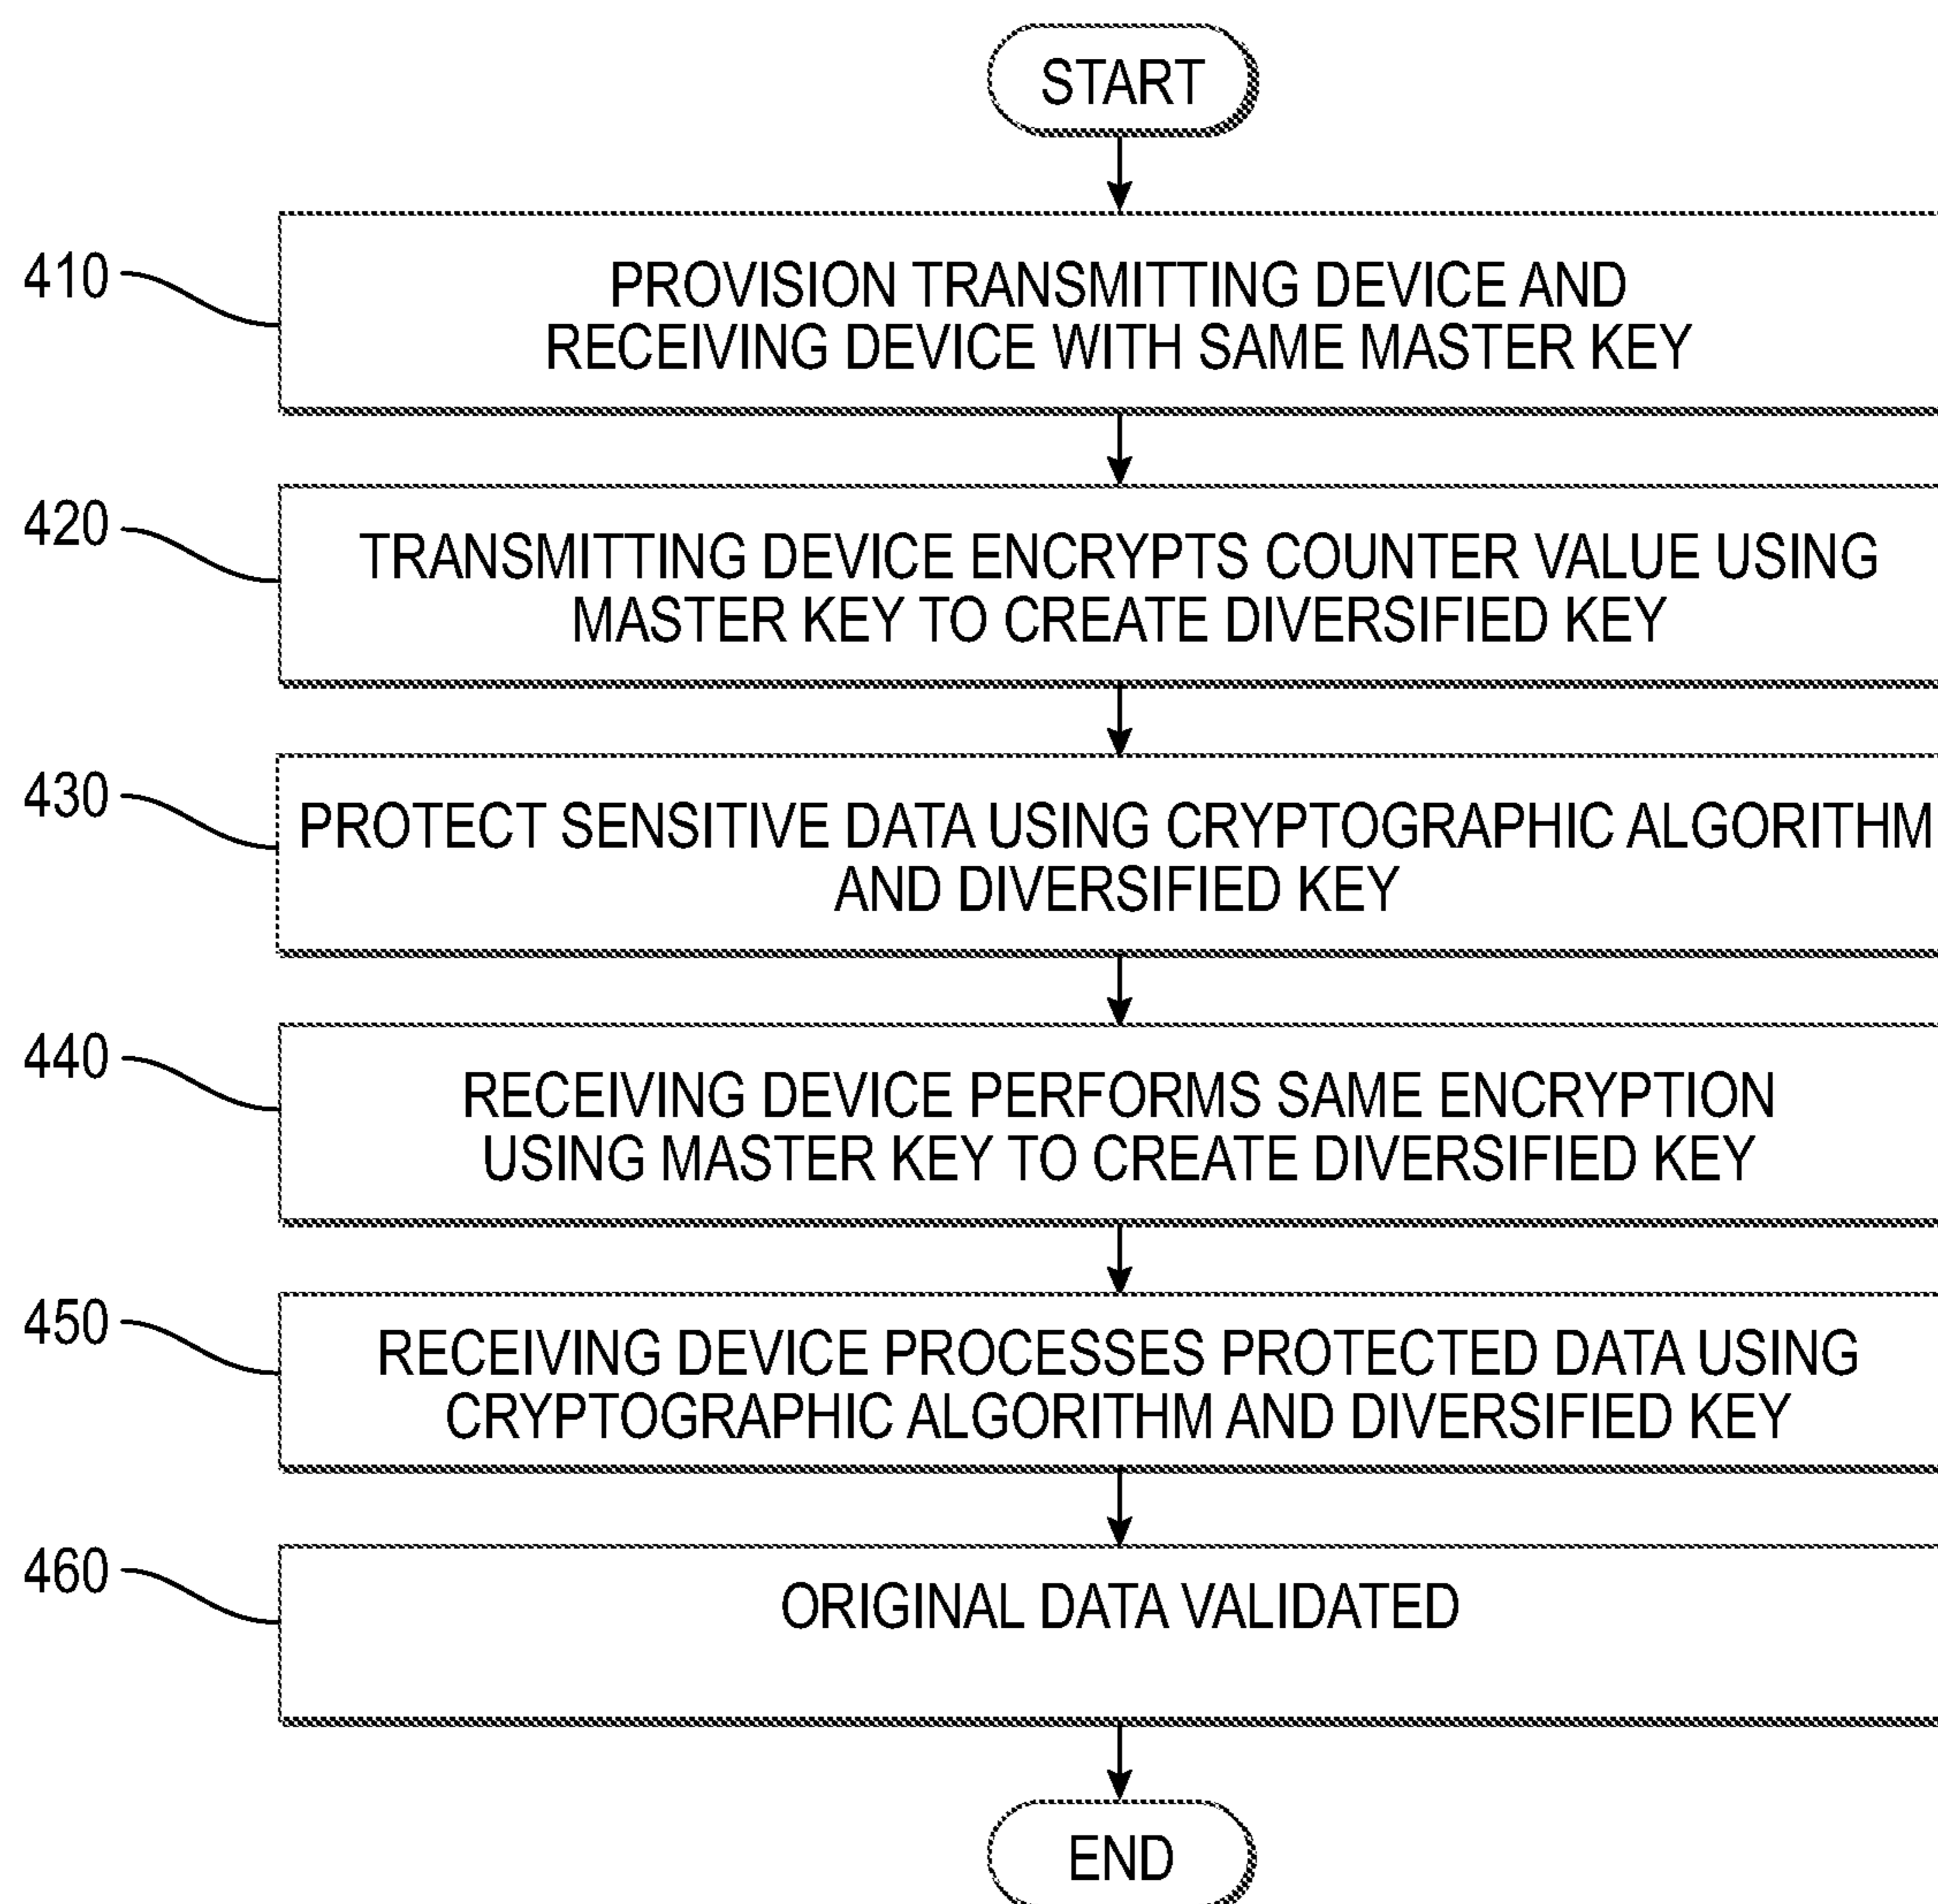 START
410
PROVISION TRANSMITTING DEVICE AND
RECEIVING DEVICE WITH SAME MASTER KEY
420
TRANSMITTING DEVICE ENCRYPTS COUNTER VALUE USING
MASTER KEY TO CREATE DIVERSIFIED KEY
430
PROTECT SENSITIVE DATA USING CRYPTOGRAPHIC ALGORITHM
AND DIVERSIFIED KEY
440
RECEIVING DEVICE PERFORMS SAME ENCRYPTION
USING MASTER KEY TO CREATE DIVERSIFIED KEY
450
RECEIVING DEVICE PROCESSES PROTECTED DATA USING
CRYPTOGRAPHIC ALGORITHM AND DIVERSIFIED KEY
460
ORIGINAL DATA VALIDATED
END